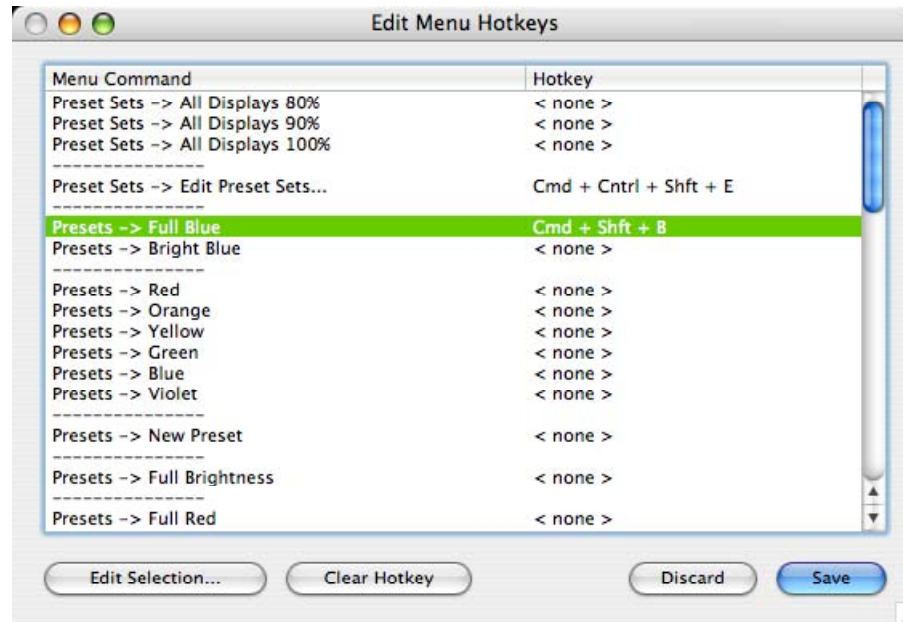 Edit Menu Hotkeys
Menu Command Hotkey
Preset Sets -> All Displays 80% < none >
Preset Sets -> All Displays 90% < none >
Preset Sets -> All Displays 100% < none >
---------------
Preset Sets -> Edit Preset Sets... Cmd + Cntrl + Shft + E
---------------
Presets -> Full Blue Cmd + Shft + B
Presets -> Bright Blue < none >
---------------
Presets -> Red < none >
Presets -> Orange < none >
Presets -> Yellow < none >
Presets -> Green < none >
Presets -> Blue < none >
Presets -> Violet < none >
---------------
Presets -> New Preset < none >
---------------
Presets -> Full Brightness < none >
---------------
Presets -> Full Red < none >
Edit Selection... Clear Hotkey Discard Save